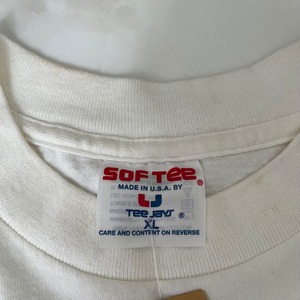 SOF TEE®
MADE IN U.S.A. BY
TEE JAYS®
XL
CARE AND CONTENT ON REVERSE